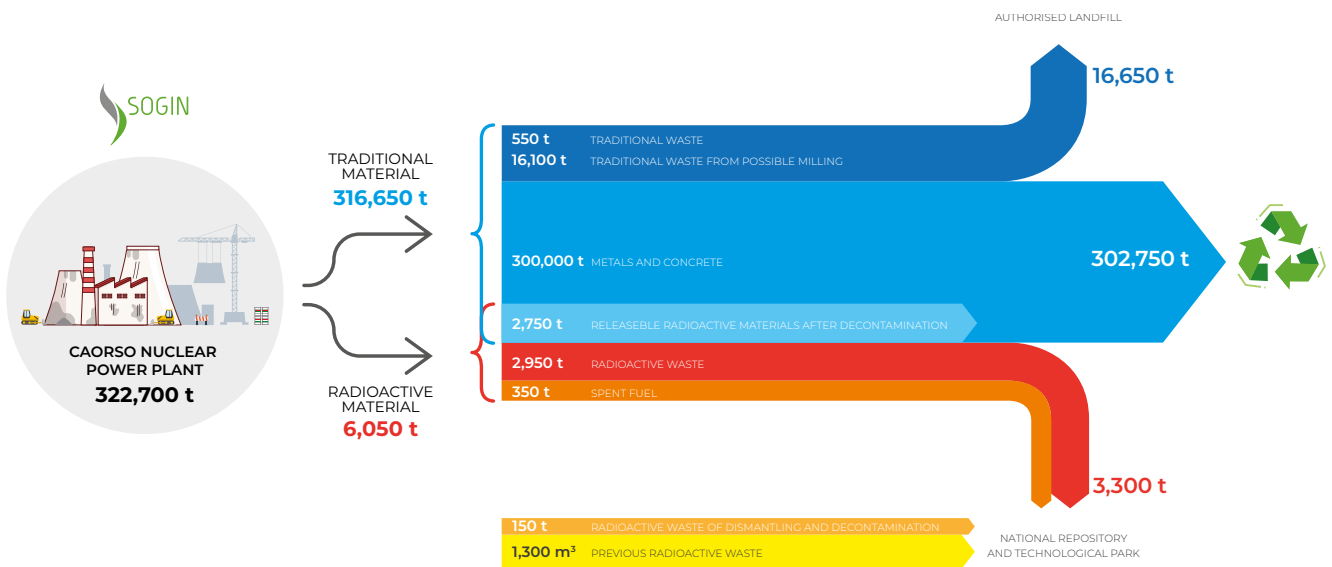 AUTHORISED LANDFILL
16,650 t
SOGIN
TRADITIONAL
MATERIAL
316,650 t
550 t TRADITIONAL WASTE
16,100 t TRADITIONAL WASTE FROM POSSIBLE MILLING
300,000 t METALS AND CONCRETE
302,750 t
2,750 t RELEASEBLE RADIOACTIVE MATERIALS AFTER DECONTAMINATION
CAORSO NUCLEAR
POWER PLANT
322,700 t
2,950 t RADIOACTIVE WASTE
350 t SPENT FUEL
RADIOACTIVE
MATERIAL
6,050 t
3,300 t
150 t RADIOACTIVE WASTE OF DISMANTLING AND DECONTAMINATION
1,300 m³ PREVIOUS RADIOACTIVE WASTE
NATIONAL REPOSITORY
AND TECHNOLOGICAL PARK